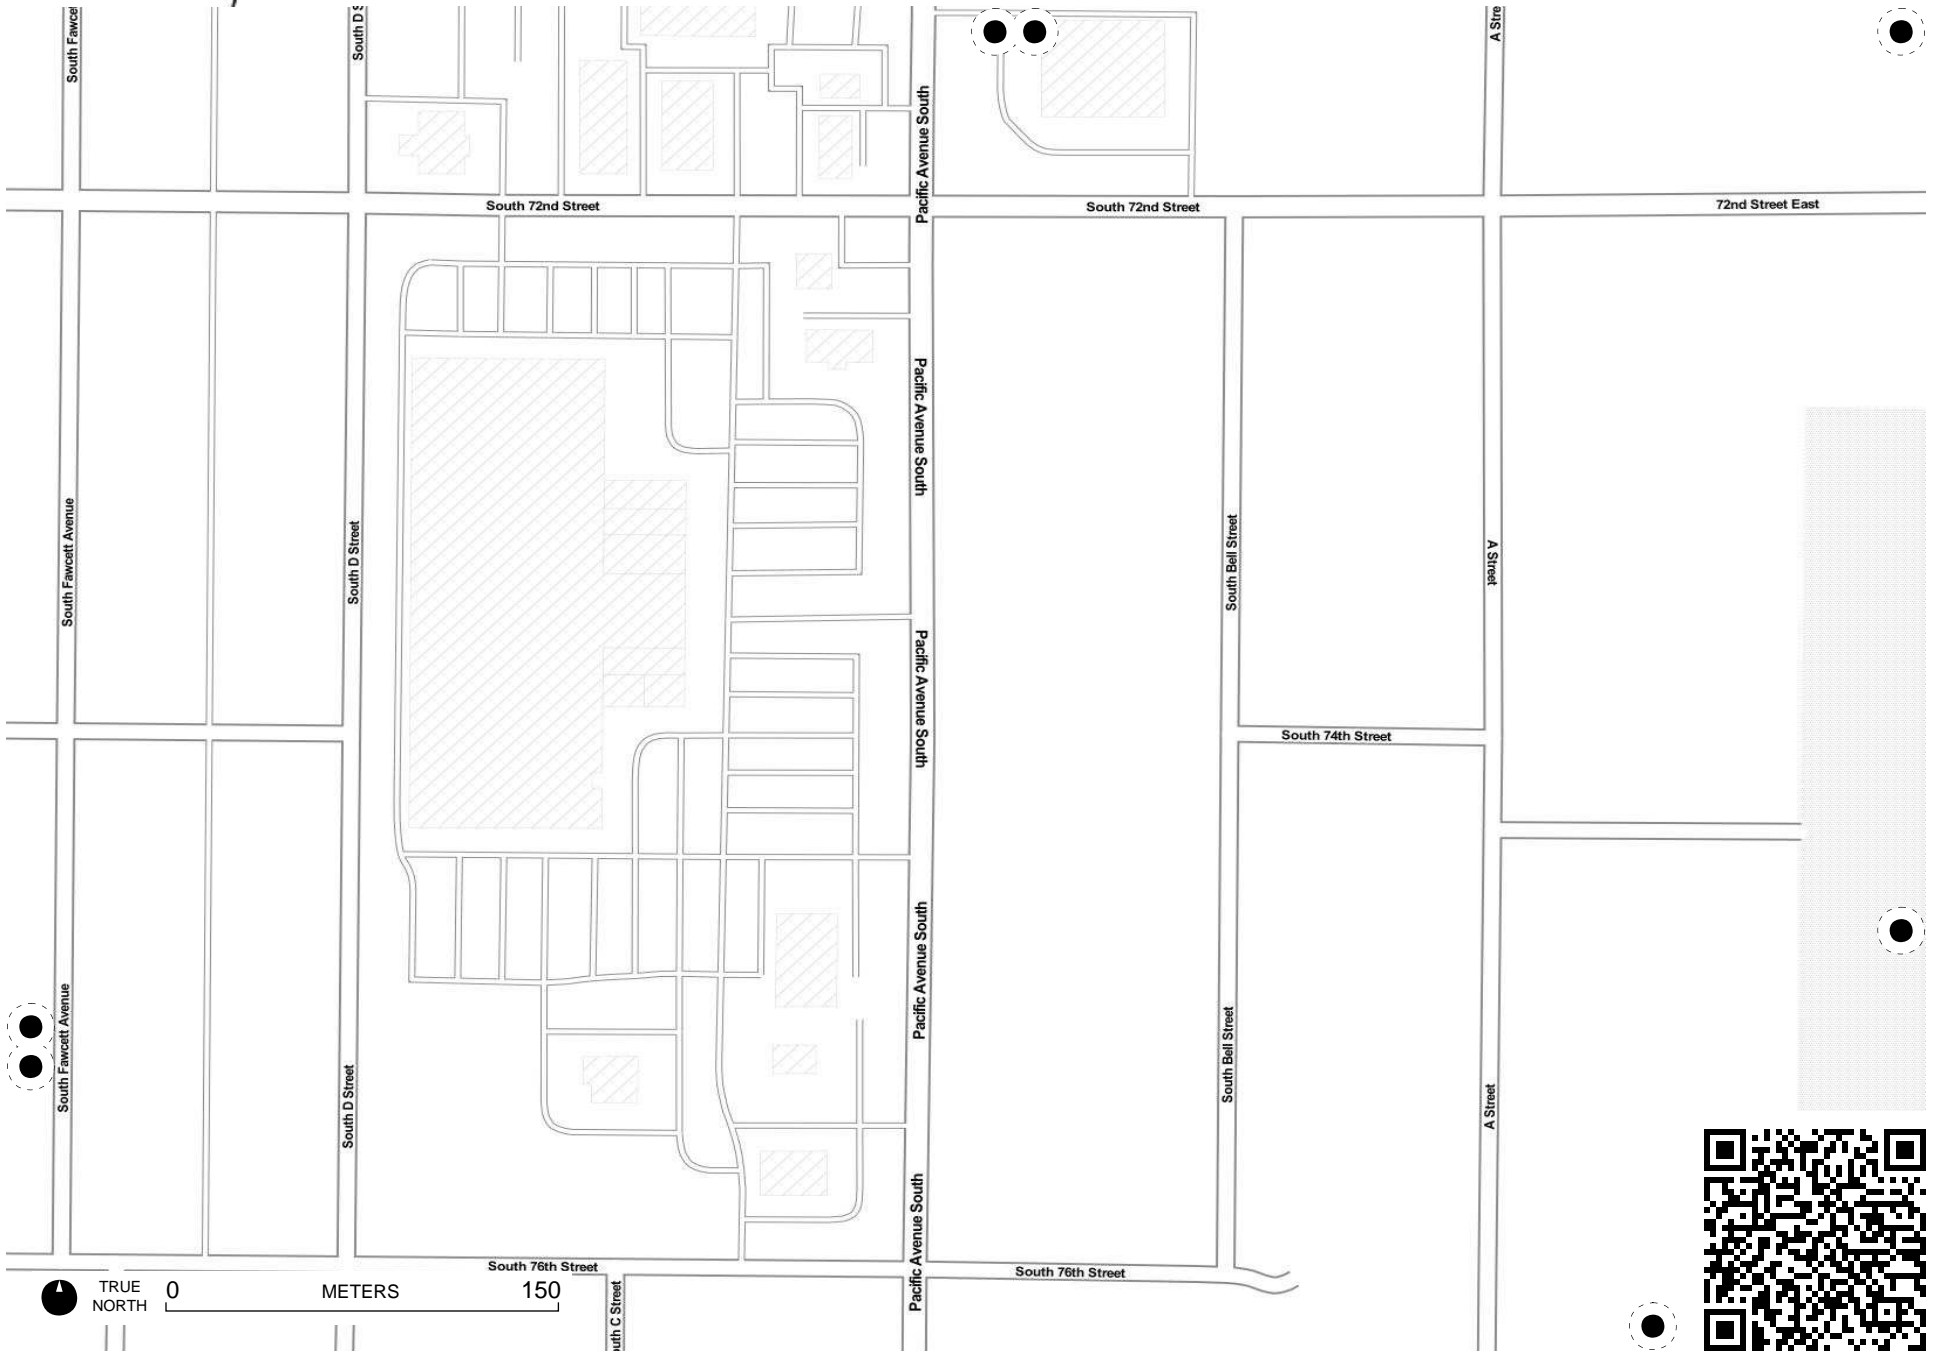 South Fawce
South D S
A Stre
Pacific Avenue South
South 72nd Street
South 72nd Street
72nd Street East
Pacific Avenue South
South Fawcett Avenue
South D Street
South Bell Street
A Street
Pacific Avenue South
South 74th Street
Pacific Avenue South
South Fawcett Avenue
South D Street
South Bell Street
A Street
Pacific Avenue South
South 76th Street
South 76th Street
TRUE
NORTH
0 METERS 150
uth C Street